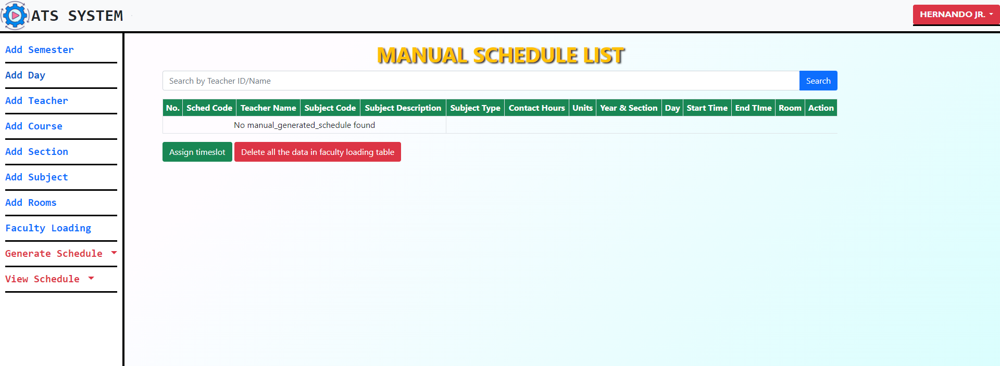 ATS SYSTEM
HERNANDO JR.
Add Semester
Add Day
Add Teacher
Add Course
Add Section
Add Subject
Add Rooms
Faculty Loading
Generate Schedule
View Schedule
MANUAL SCHEDULE LIST
Search by Teacher ID/Name Search
No. Sched Code Teacher Name Subject Code Subject Description Subject Type Contact Hours Units Year & Section Day Start Time End TIme Room Action
No manual_generated_schedule found
Assign timeslot Delete all the data in faculty loading table